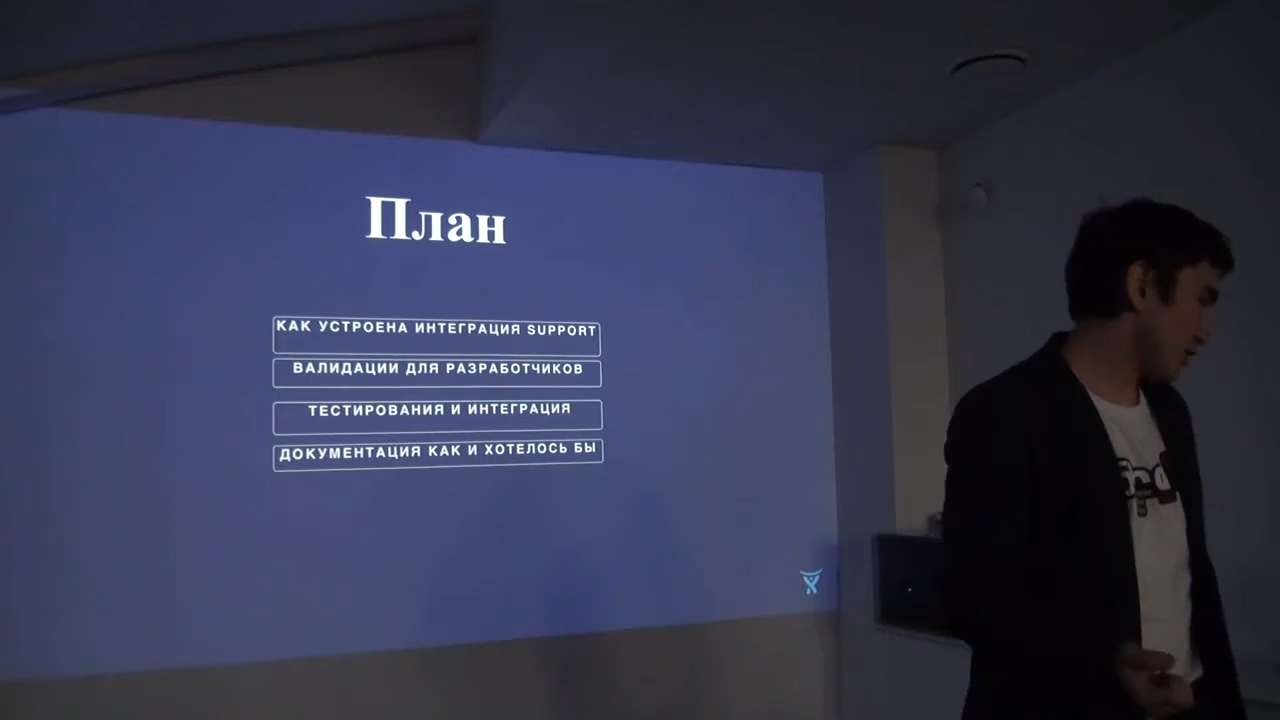 План
КАК УСТРОЕНА ИНТЕГРАЦИЯ SUPPORT
ВАЛИДАЦИИ ДЛЯ РАЗРАБОТЧИКОВ
ТЕСТИРОВАНИЯ И ИНТЕГРАЦИЯ
ДОКУМЕНТАЦИЯ КАК И ХОТЕЛОСЬ БЫ